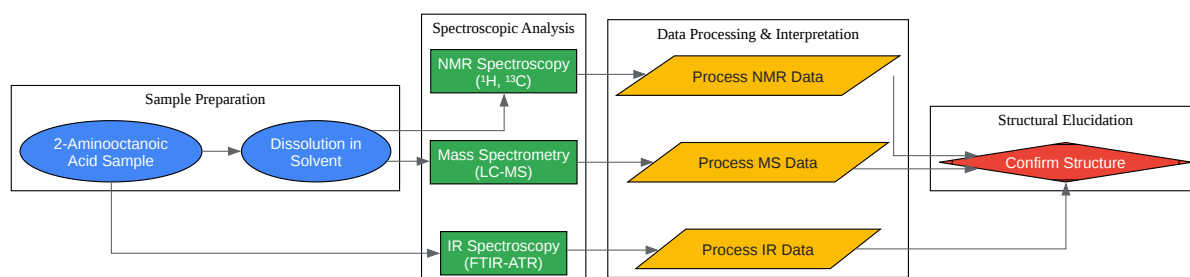 Sample Preparation
2-Aminooctanoic
Acid Sample
Dissolution in
Solvent
Spectroscopic Analysis
NMR Spectroscopy
(¹H, ¹³C)
Mass Spectrometry
(LC-MS)
IR Spectroscopy
(FTIR-ATR)
Data Processing & Interpretation
Process NMR Data
Process MS Data
Process IR Data
Structural Elucidation
Confirm Structure